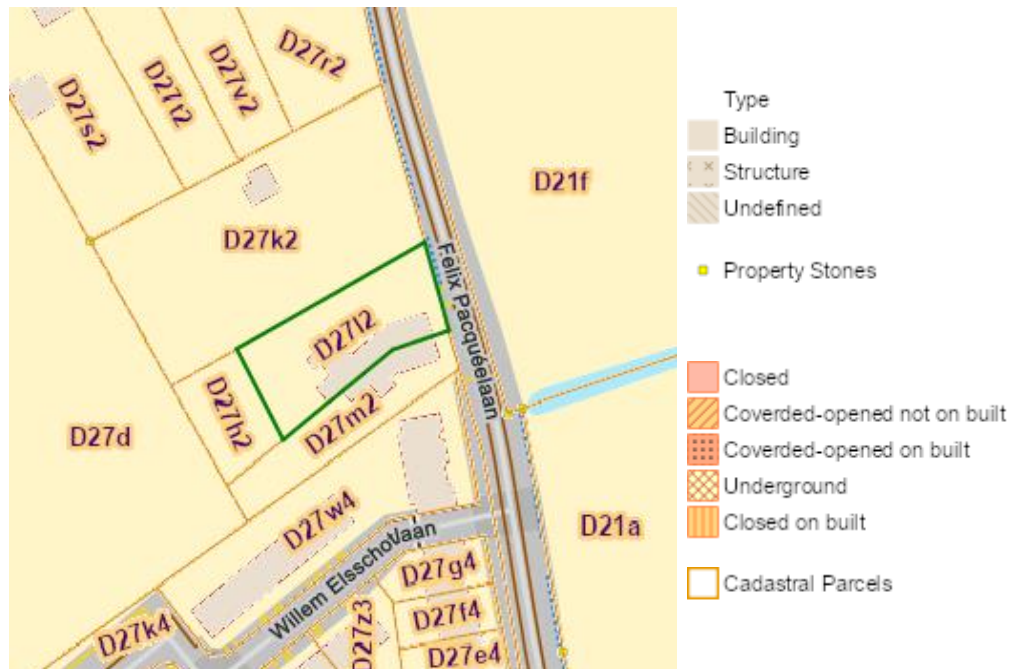 D27r2
D27v2
D27t2
D27s2
D21f
D27k2
Felix Pacquéelaan
D27l2
D27h2
D27m2
D27d
D27w4
Willem Elsschotlaan
D21a
D27g4
D27f4
D27z3
D27k4
D27e4
Type
Building
Structure
Undefined
Property Stones
Closed
Coverded-opened not on built
Coverded-opened on built
Underground
Closed on built
Cadastral Parcels